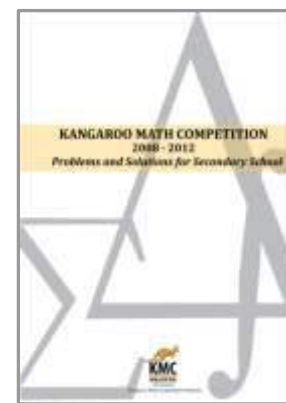 KANGAROO MATH COMPETITION
2008 - 2012
Problems and Solutions for Secondary School
KMC